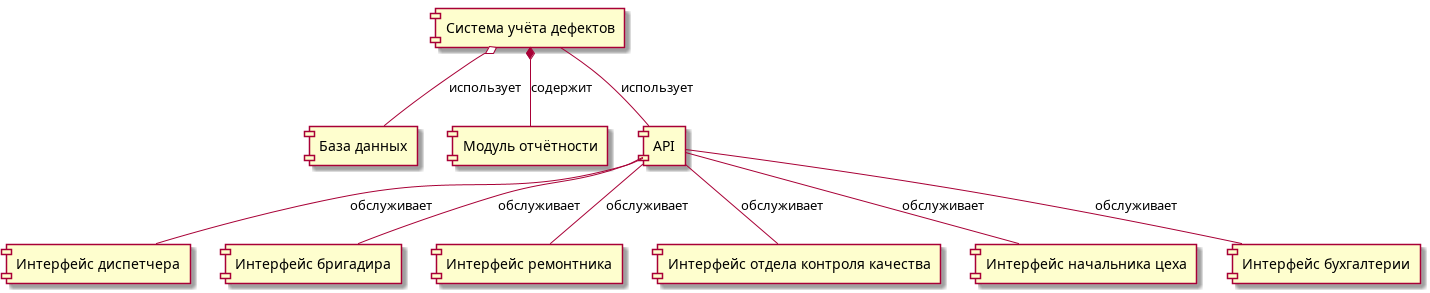 Система учёта дефектов
использует
содержит
использует
База данных
Модуль отчётности
API
обслуживает
обслуживает
обслуживает
обслуживает
обслуживает
обслуживает
Интерфейс диспетчера
Интерфейс бригадира
Интерфейс ремонтника
Интерфейс отдела контроля качества
Интерфейс начальника цеха
Интерфейс бухгалтерии